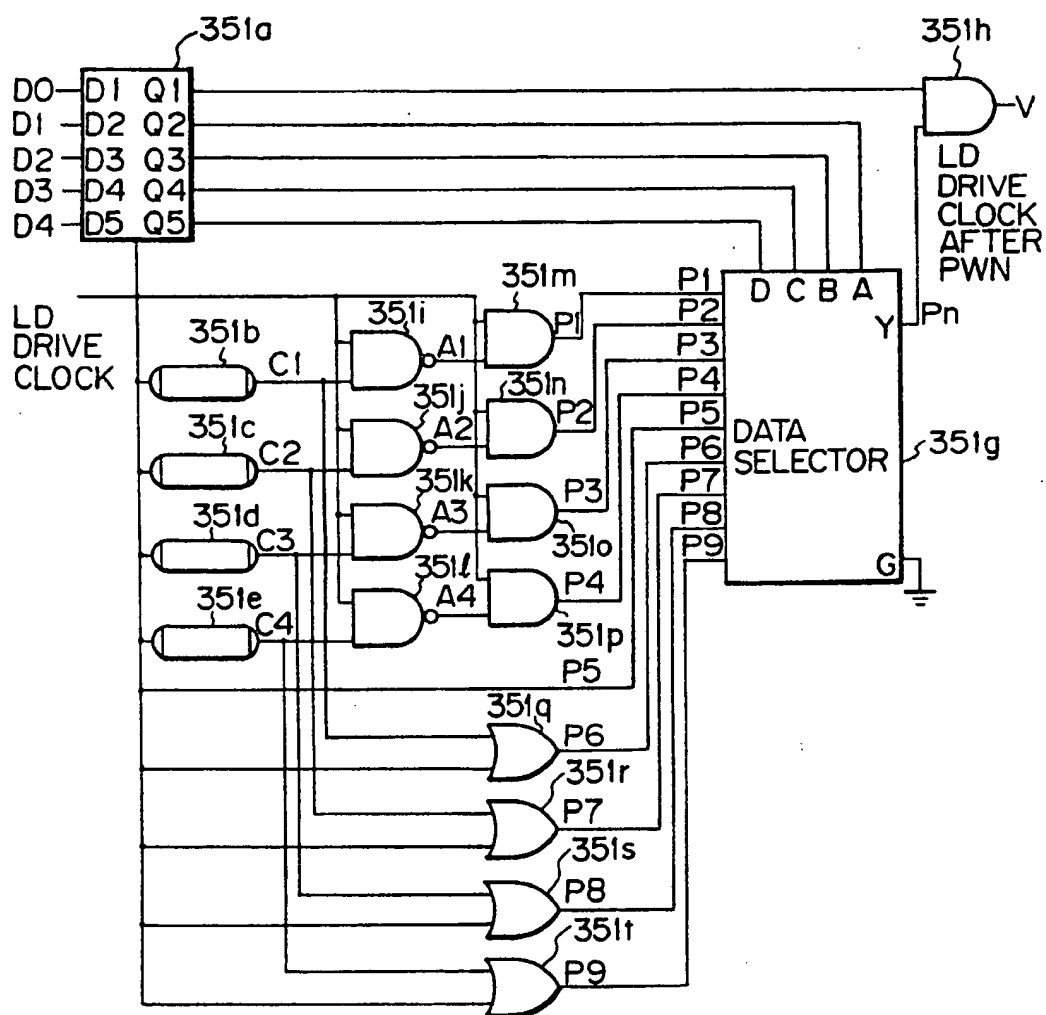 351a
351h
D0 D1 Q1
D1 D2 Q2
D2 D3 Q3
D3 D4 Q4
D4 D5 Q5
V
LD
DRIVE
CLOCK
AFTER
PWN
LD
DRIVE
CLOCK
351b
C1
351c
C2
351d
C3
351e
C4
351i
A1
351j
A2
351k
A3
351l
A4
351m
P1
351n
P2
P3
351o
P4
351p
P5
351q
P6
351r
P7
351s
P8
351t
P9
P1
P2
P3
P4
P5
P6
P7
P8
P9
D C B A
Y
Pn
DATA
SELECTOR
351g
G